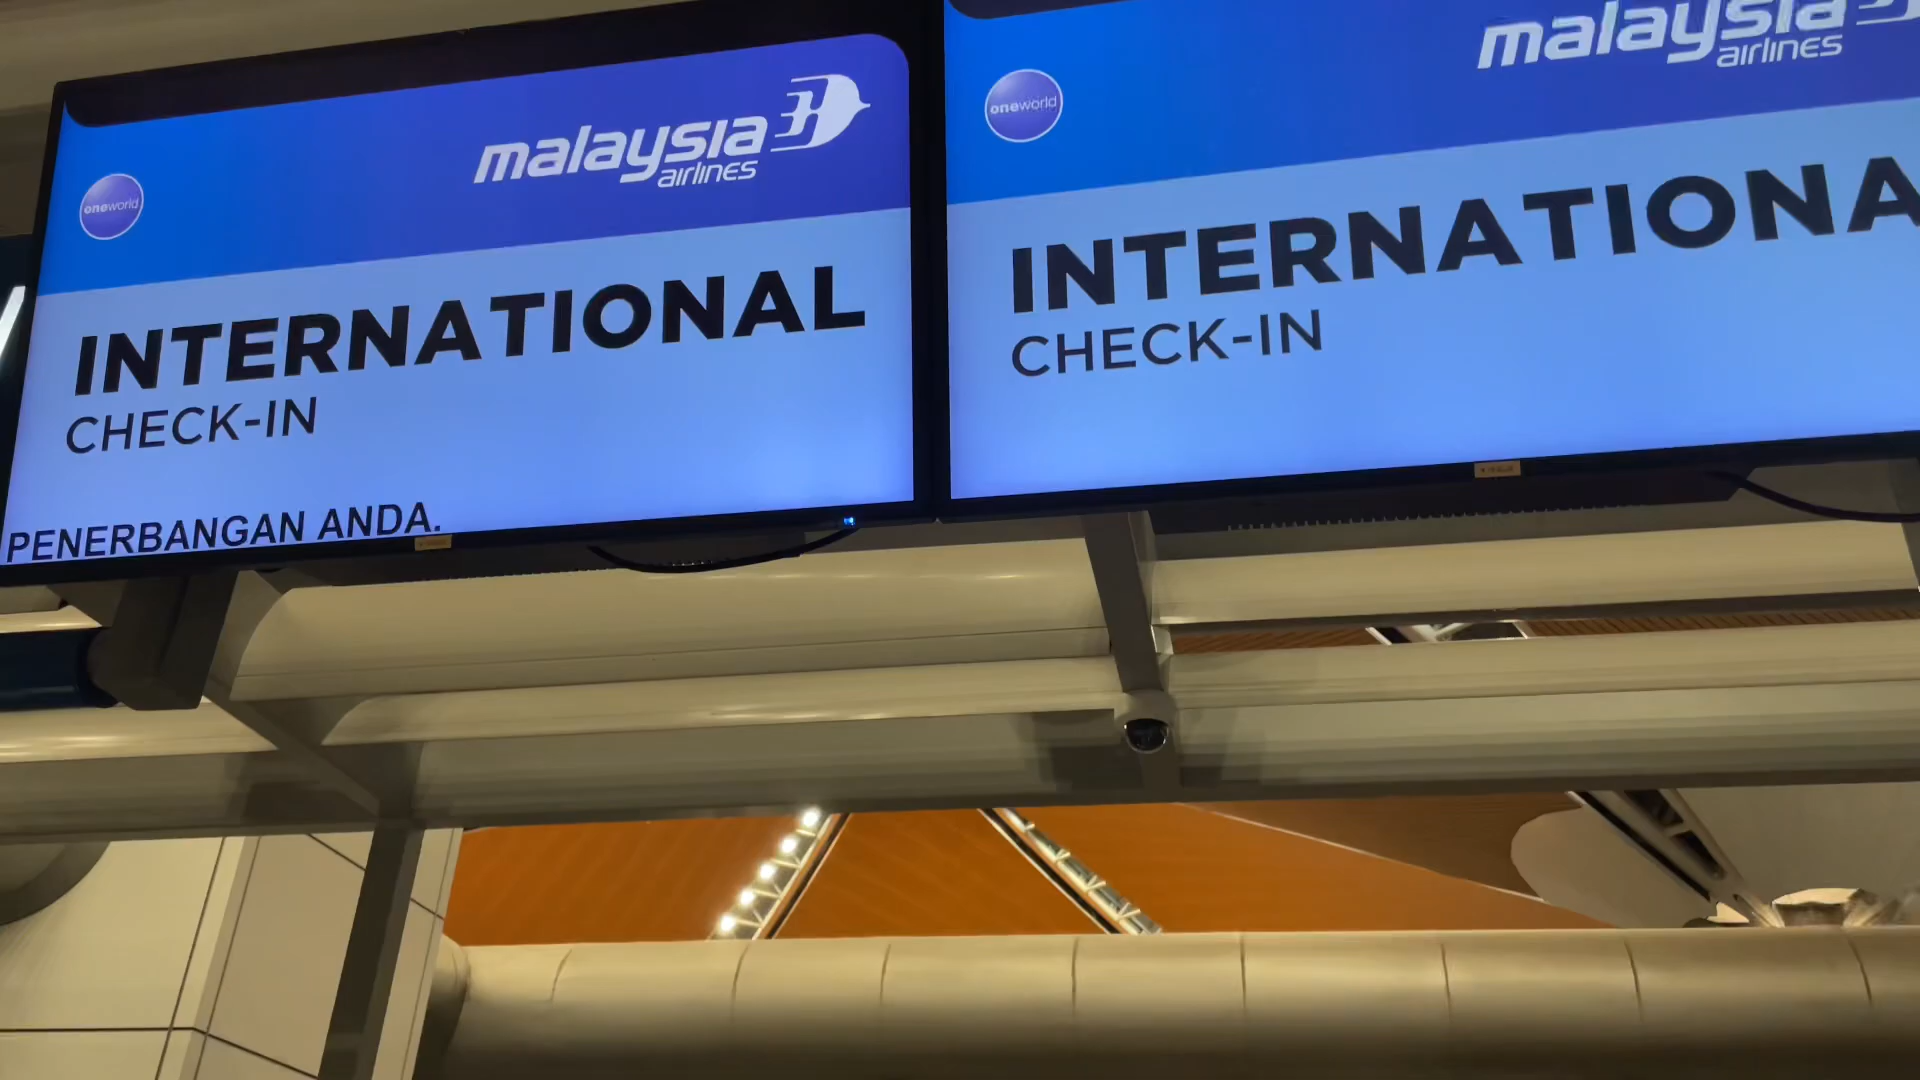 malaysia
airlines
oneworld
INTERNATIONAL
CHECK-IN
PENERBANGAN ANDA.
malaysia
airlines
oneworld
INTERNATIONA
CHECK-IN